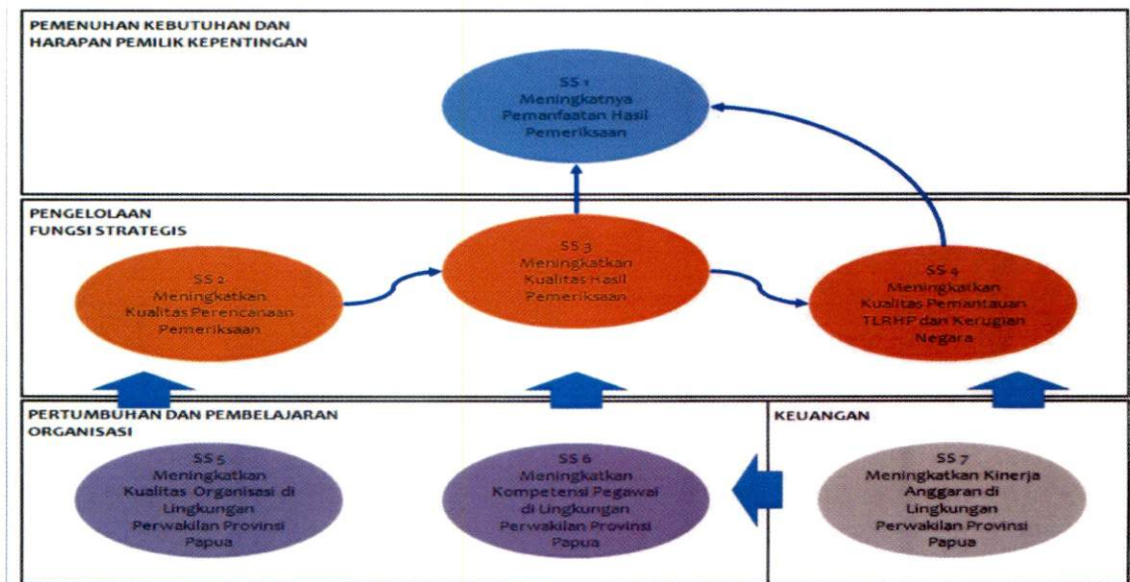 PEMENUHAN KEBUTUHAN DAN
HARAPAN PEMILIK KEPENTINGAN
SS 1
Meningkatnya
Pemanfaatan Hasil
Pemeriksaan
PENGELOLAAN
FUNGSI STRATEGIS
SS 2
Meningkatkan
Kualitas Perencanaan
Pemeriksaan
SS 3
Meningkatkan
Kualitas Hasil
Pemeriksaan
SS 4
Meningkatkan
Kualitas Pemantauan
TLRHP dan Kerugian
Negara
PERTUMBUHAN DAN PEMBELAJARAN
ORGANISASI
SS 5
Meningkatkan
Kualitas Organisasi di
Lingkungan
Perwakilan Provinsi
Papua
SS 6
Meningkatkan
Kompetensi Pegawai
di Lingkungan
Perwakilan Provinsi
Papua
KEUANGAN
SS 7
Meningkatkan Kinerja
Anggaran di
Lingkungan
Perwakilan Provinsi
Papua